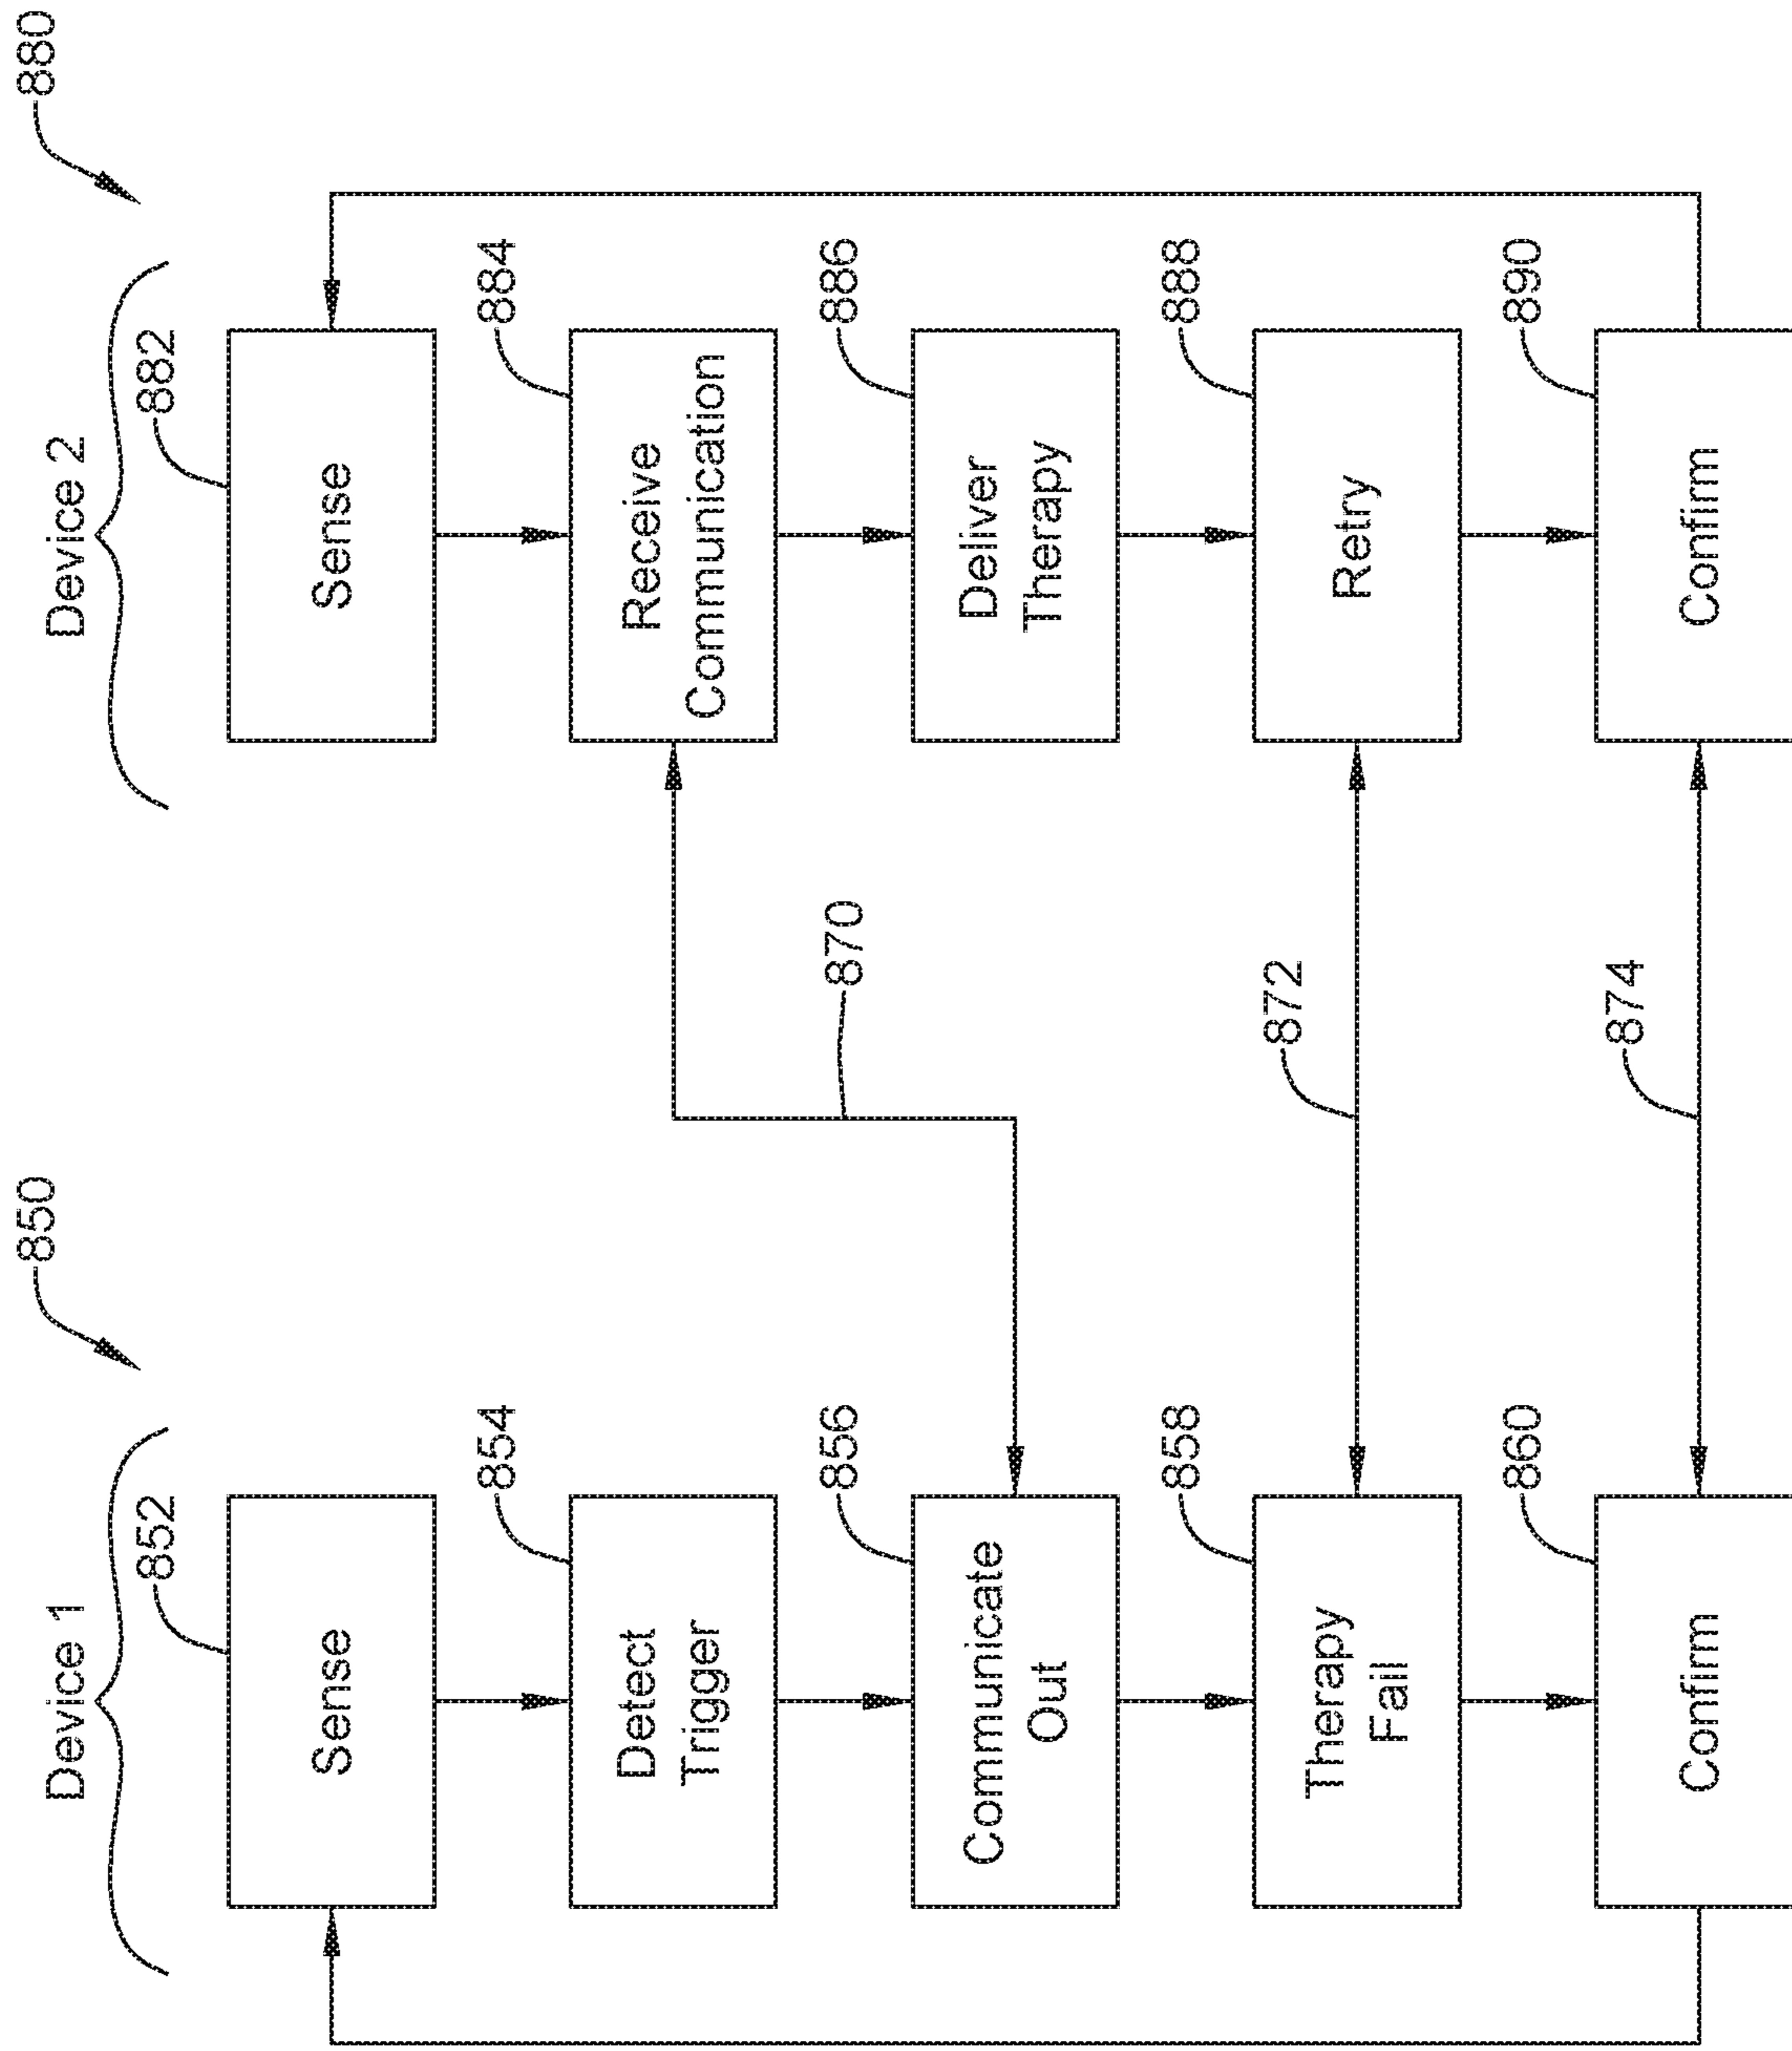 850
Device 1
852
Sense
854
Detect
Trigger
856
Communicate
Out
858
Therapy
Fail
860
Confirm
870
872
874
880
Device 2
882
Sense
884
Receive
Communication
886
Deliver
Therapy
888
Retry
890
Confirm